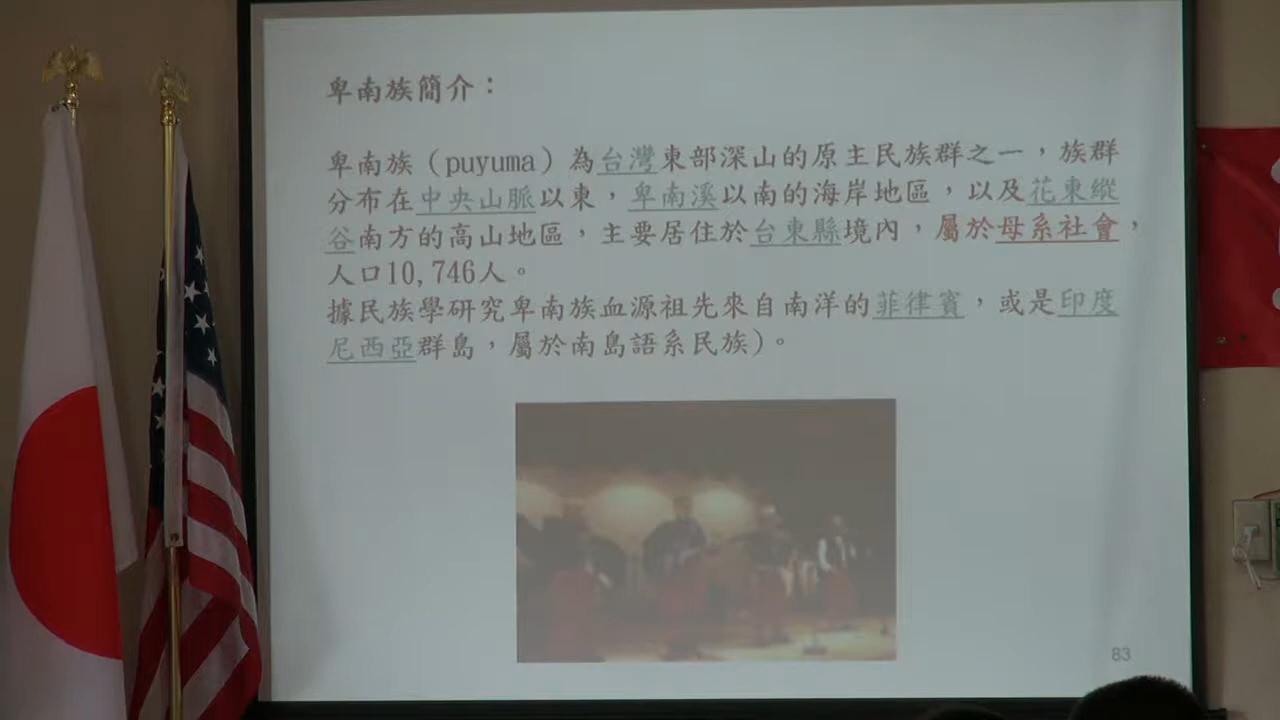 卑南族簡介：
卑南族（puyuma）為台灣東部深山的原主民族群之一，族群
分布在中央山脈以東，卑南溪以南的海岸地區，以及花東縱
谷南方的高山地區，主要居住於台東縣境內，屬於母系社會，
人口10,746人。
據民族學研究卑南族血源祖先來自南洋的菲律賓，或是印度
尼西亞群島，屬於南島語系民族)。
83